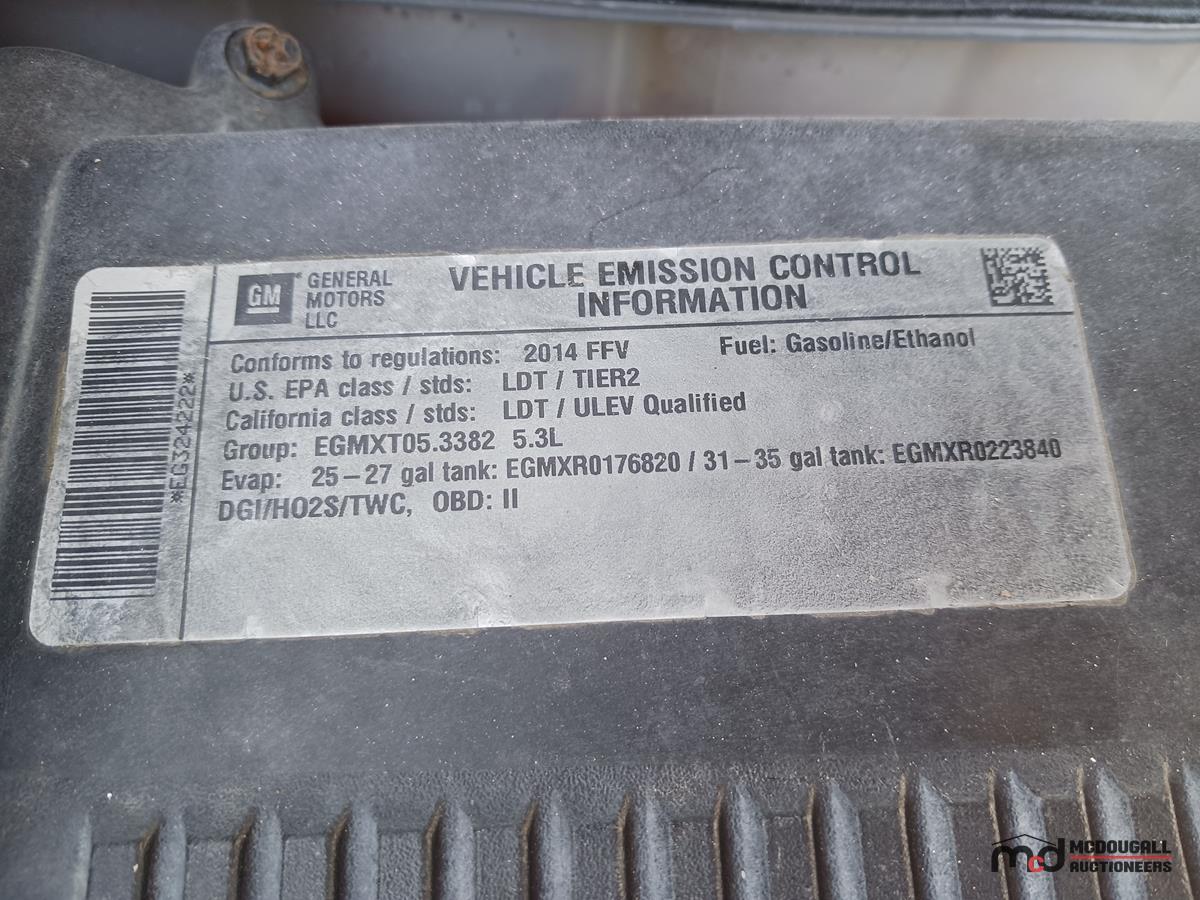 *EG324222*
GM
GENERAL
MOTORS
LLC
VEHICLE EMISSION CONTROL
INFORMATION
Conforms to regulations: 2014 FFV Fuel: Gasoline/Ethanol
U.S. EPA class / stds: LDT / TIER2
California class / stds: LDT / ULEV Qualified
Group: EGMXT05.3382 5.3L
Evap: 25–27 gal tank: EGMXR0176820 / 31–35 gal tank: EGMXR0223840
DGI/HO2S/TWC, OBD: II
mcd
MCDOUGALL
AUCTIONEERS